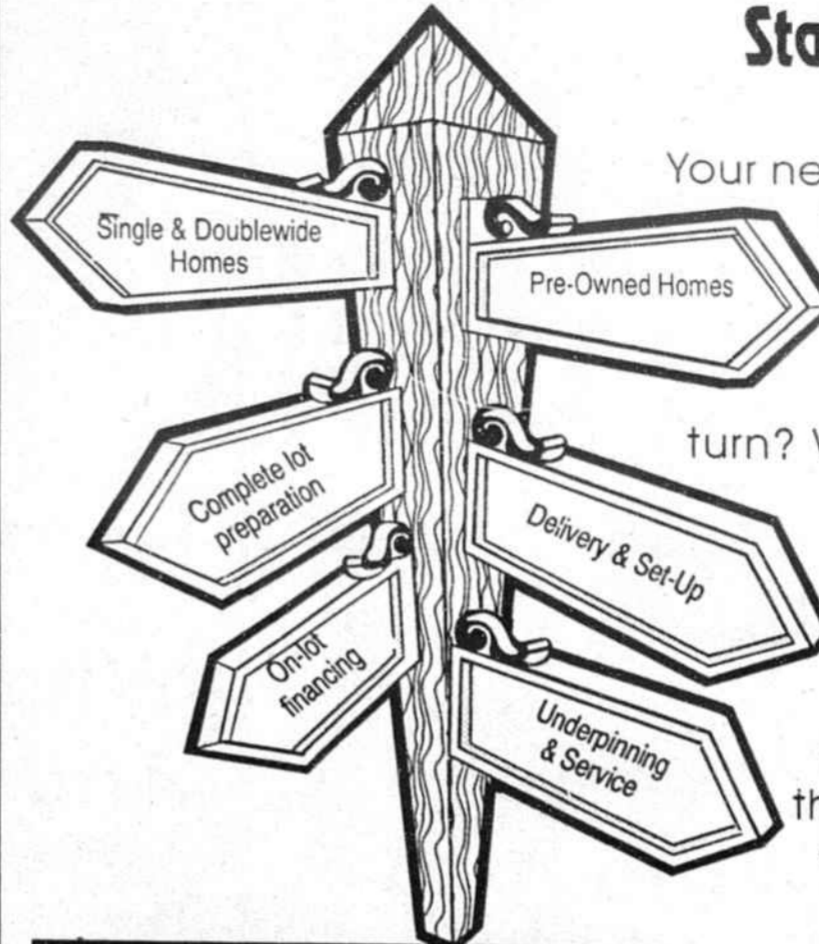 Sta
Your ne
Single & Doublewide
Homes
Pre-Owned Homes
turn?
Complete lot
preparation
Delivery & Set-Up
On-lot
financing
Underpinning
& Service
th